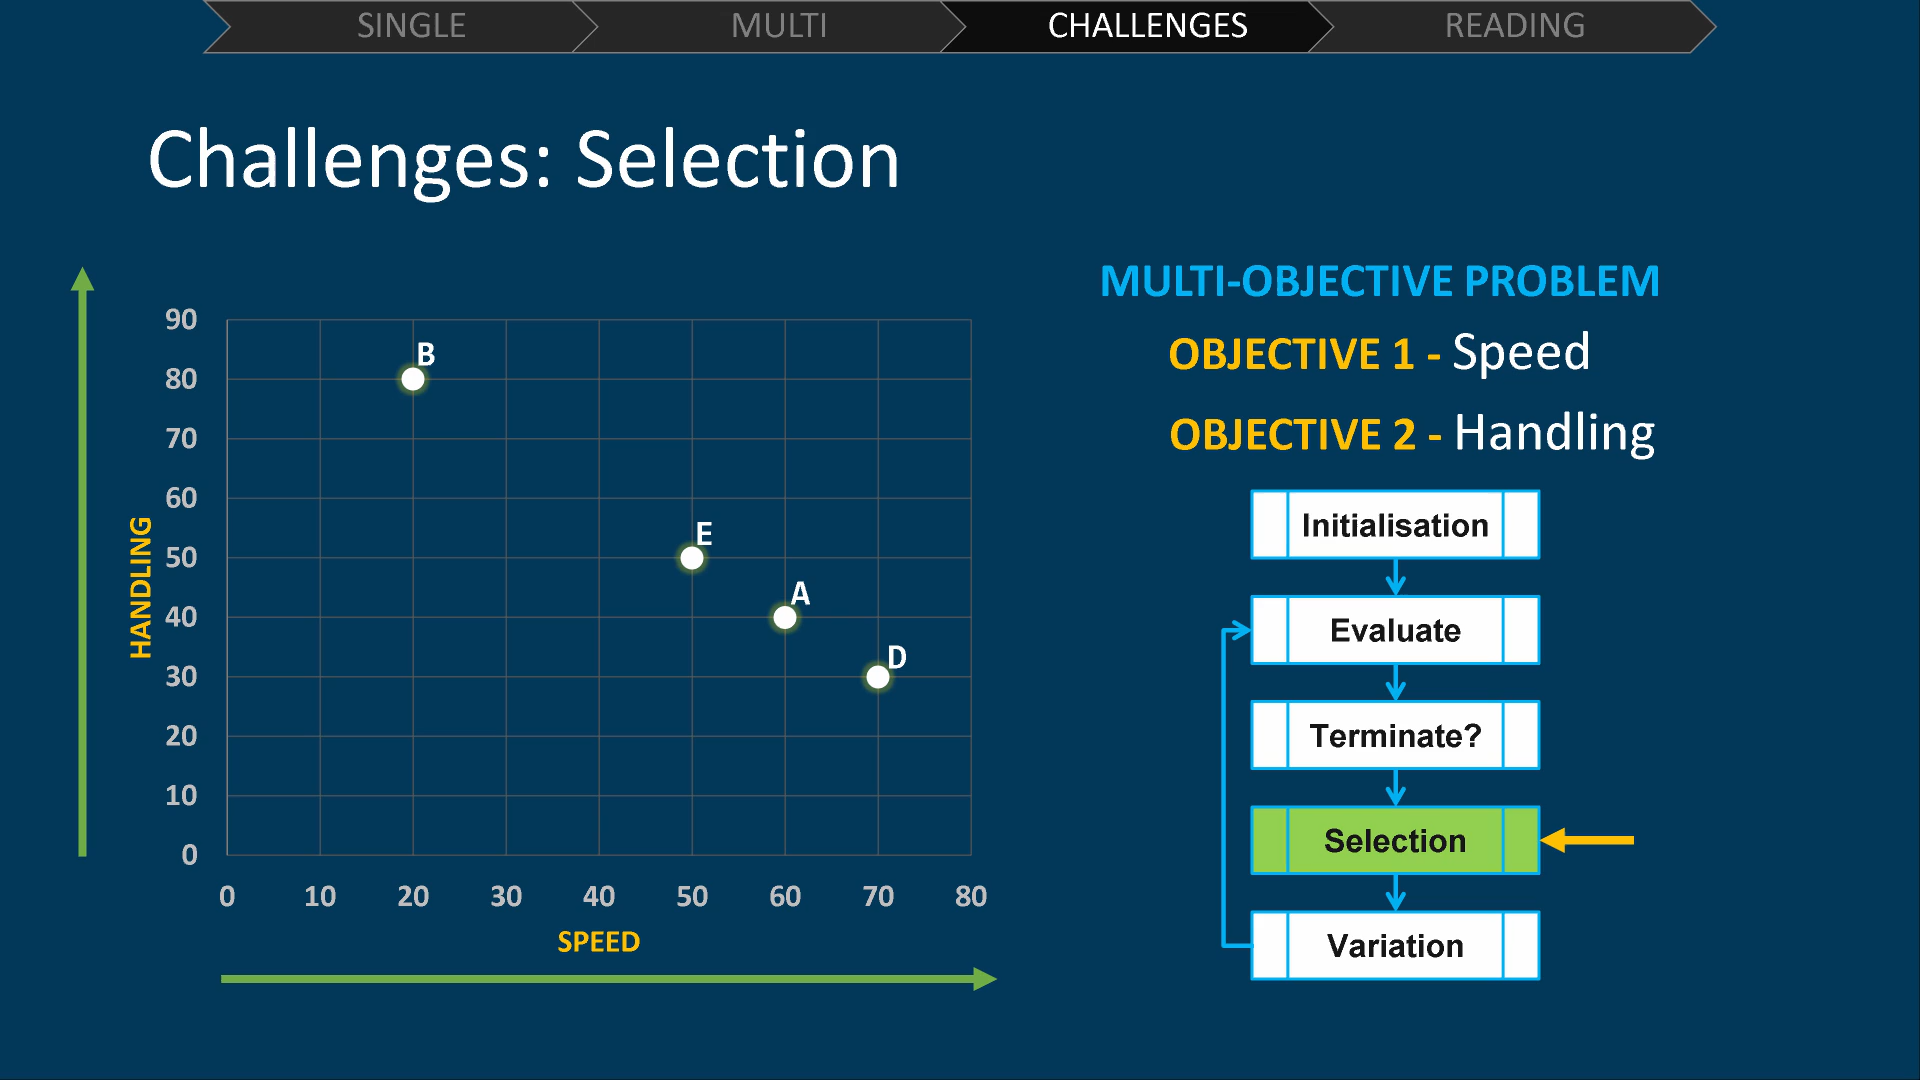 SINGLE
MULTI
CHALLENGES
READING
Challenges: Selection
MULTI-OBJECTIVE PROBLEM
OBJECTIVE 1 - Speed
OBJECTIVE 2 - Handling
HANDLING
90
80
70
60
50
40
30
20
10
0
B
E
A
D
0 10 20 30 40 50 60 70 80
SPEED
Initialisation
Evaluate
Terminate?
Selection
Variation